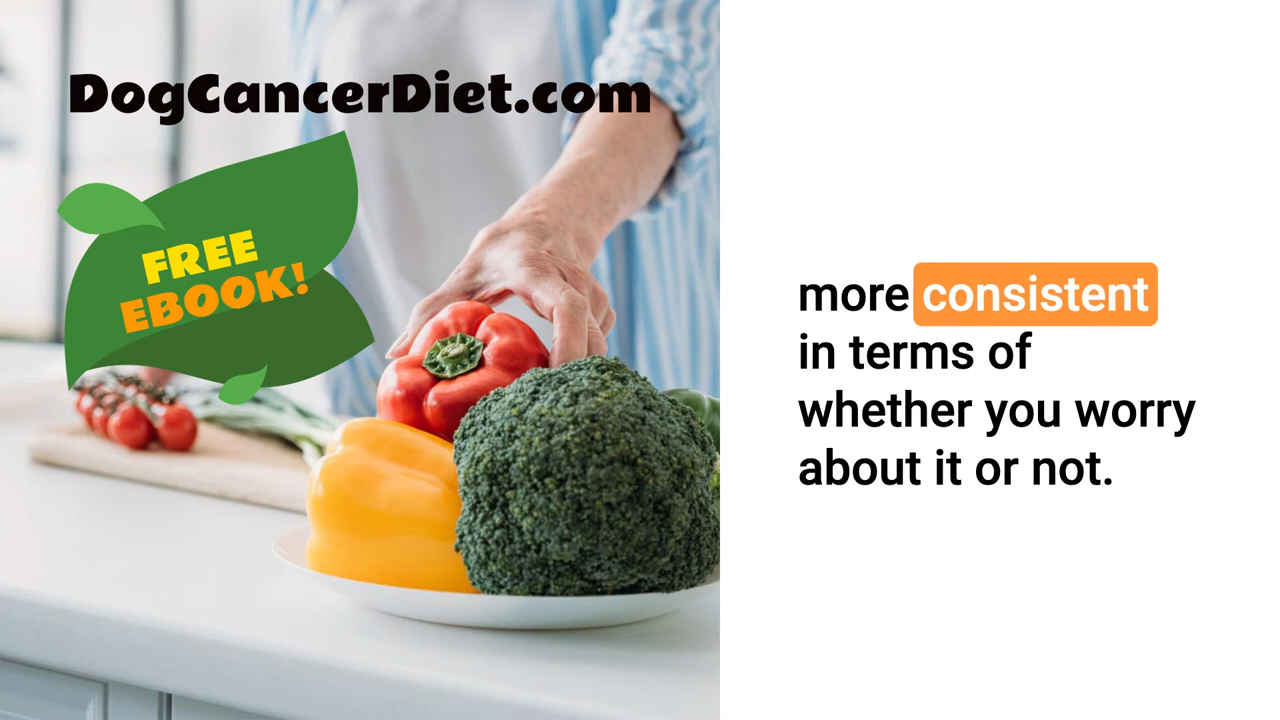 DogCancerDiet.com
FREE
EBOOK!
more consistent
in terms of
whether you worry
about it or not.